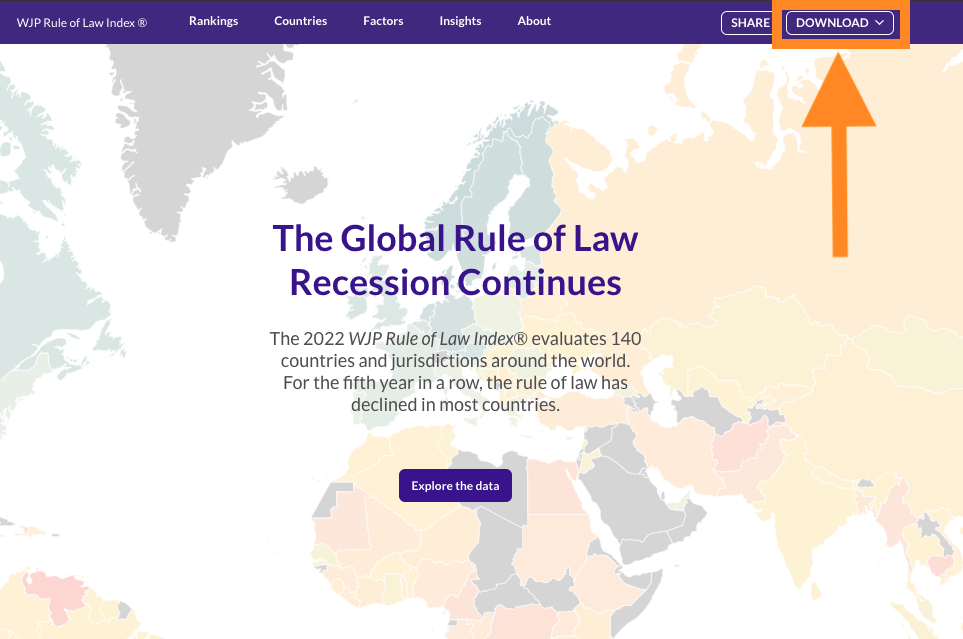 WJP Rule of Law Index ®
Rankings
Countries
Factors
Insights
About
SHARE
DOWNLOAD
The Global Rule of Law
Recession Continues
The 2022 WJP Rule of Law Index® evaluates 140
countries and jurisdictions around the world.
For the fifth year in a row, the rule of law has
declined in most countries.
Explore the data